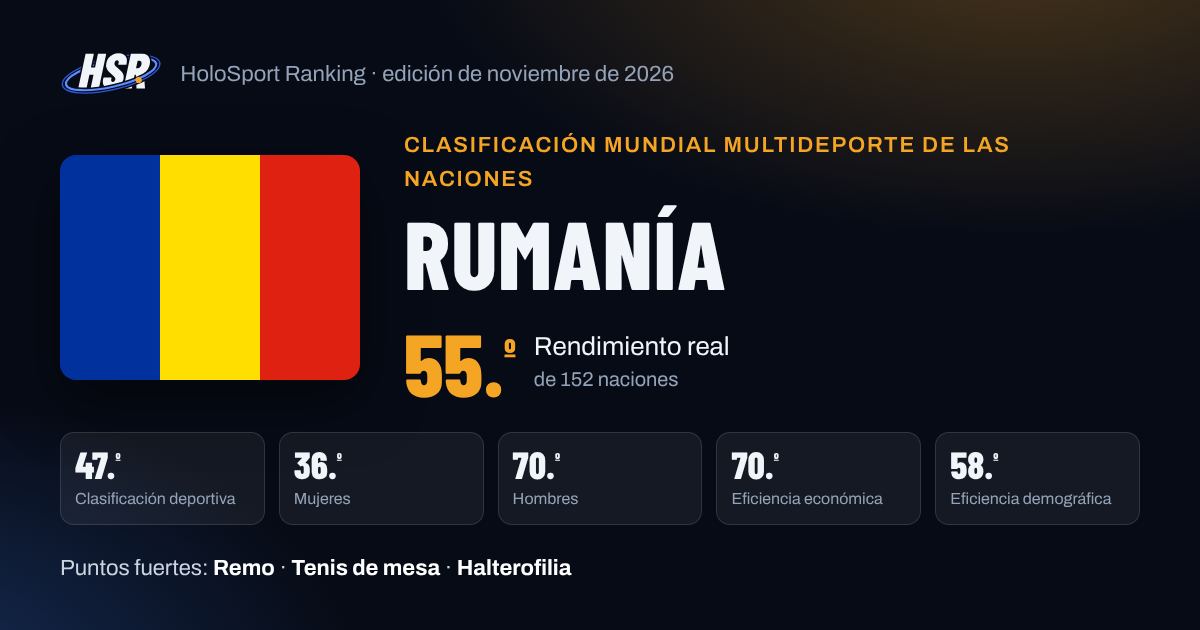 HSR
HoloSport Ranking · edición de noviembre de 2026
CLASIFICACIÓN MUNDIAL MULTIDEPORTE DE LAS
NACIONES
RUMANÍA
55.º
Rendimiento real
de 152 naciones
47.º
Clasificación deportiva
36.º
Mujeres
70.º
Hombres
70.º
Eficiencia económica
58.º
Eficiencia demográfica
Puntos fuertes: Remo · Tenis de mesa · Halterofilia